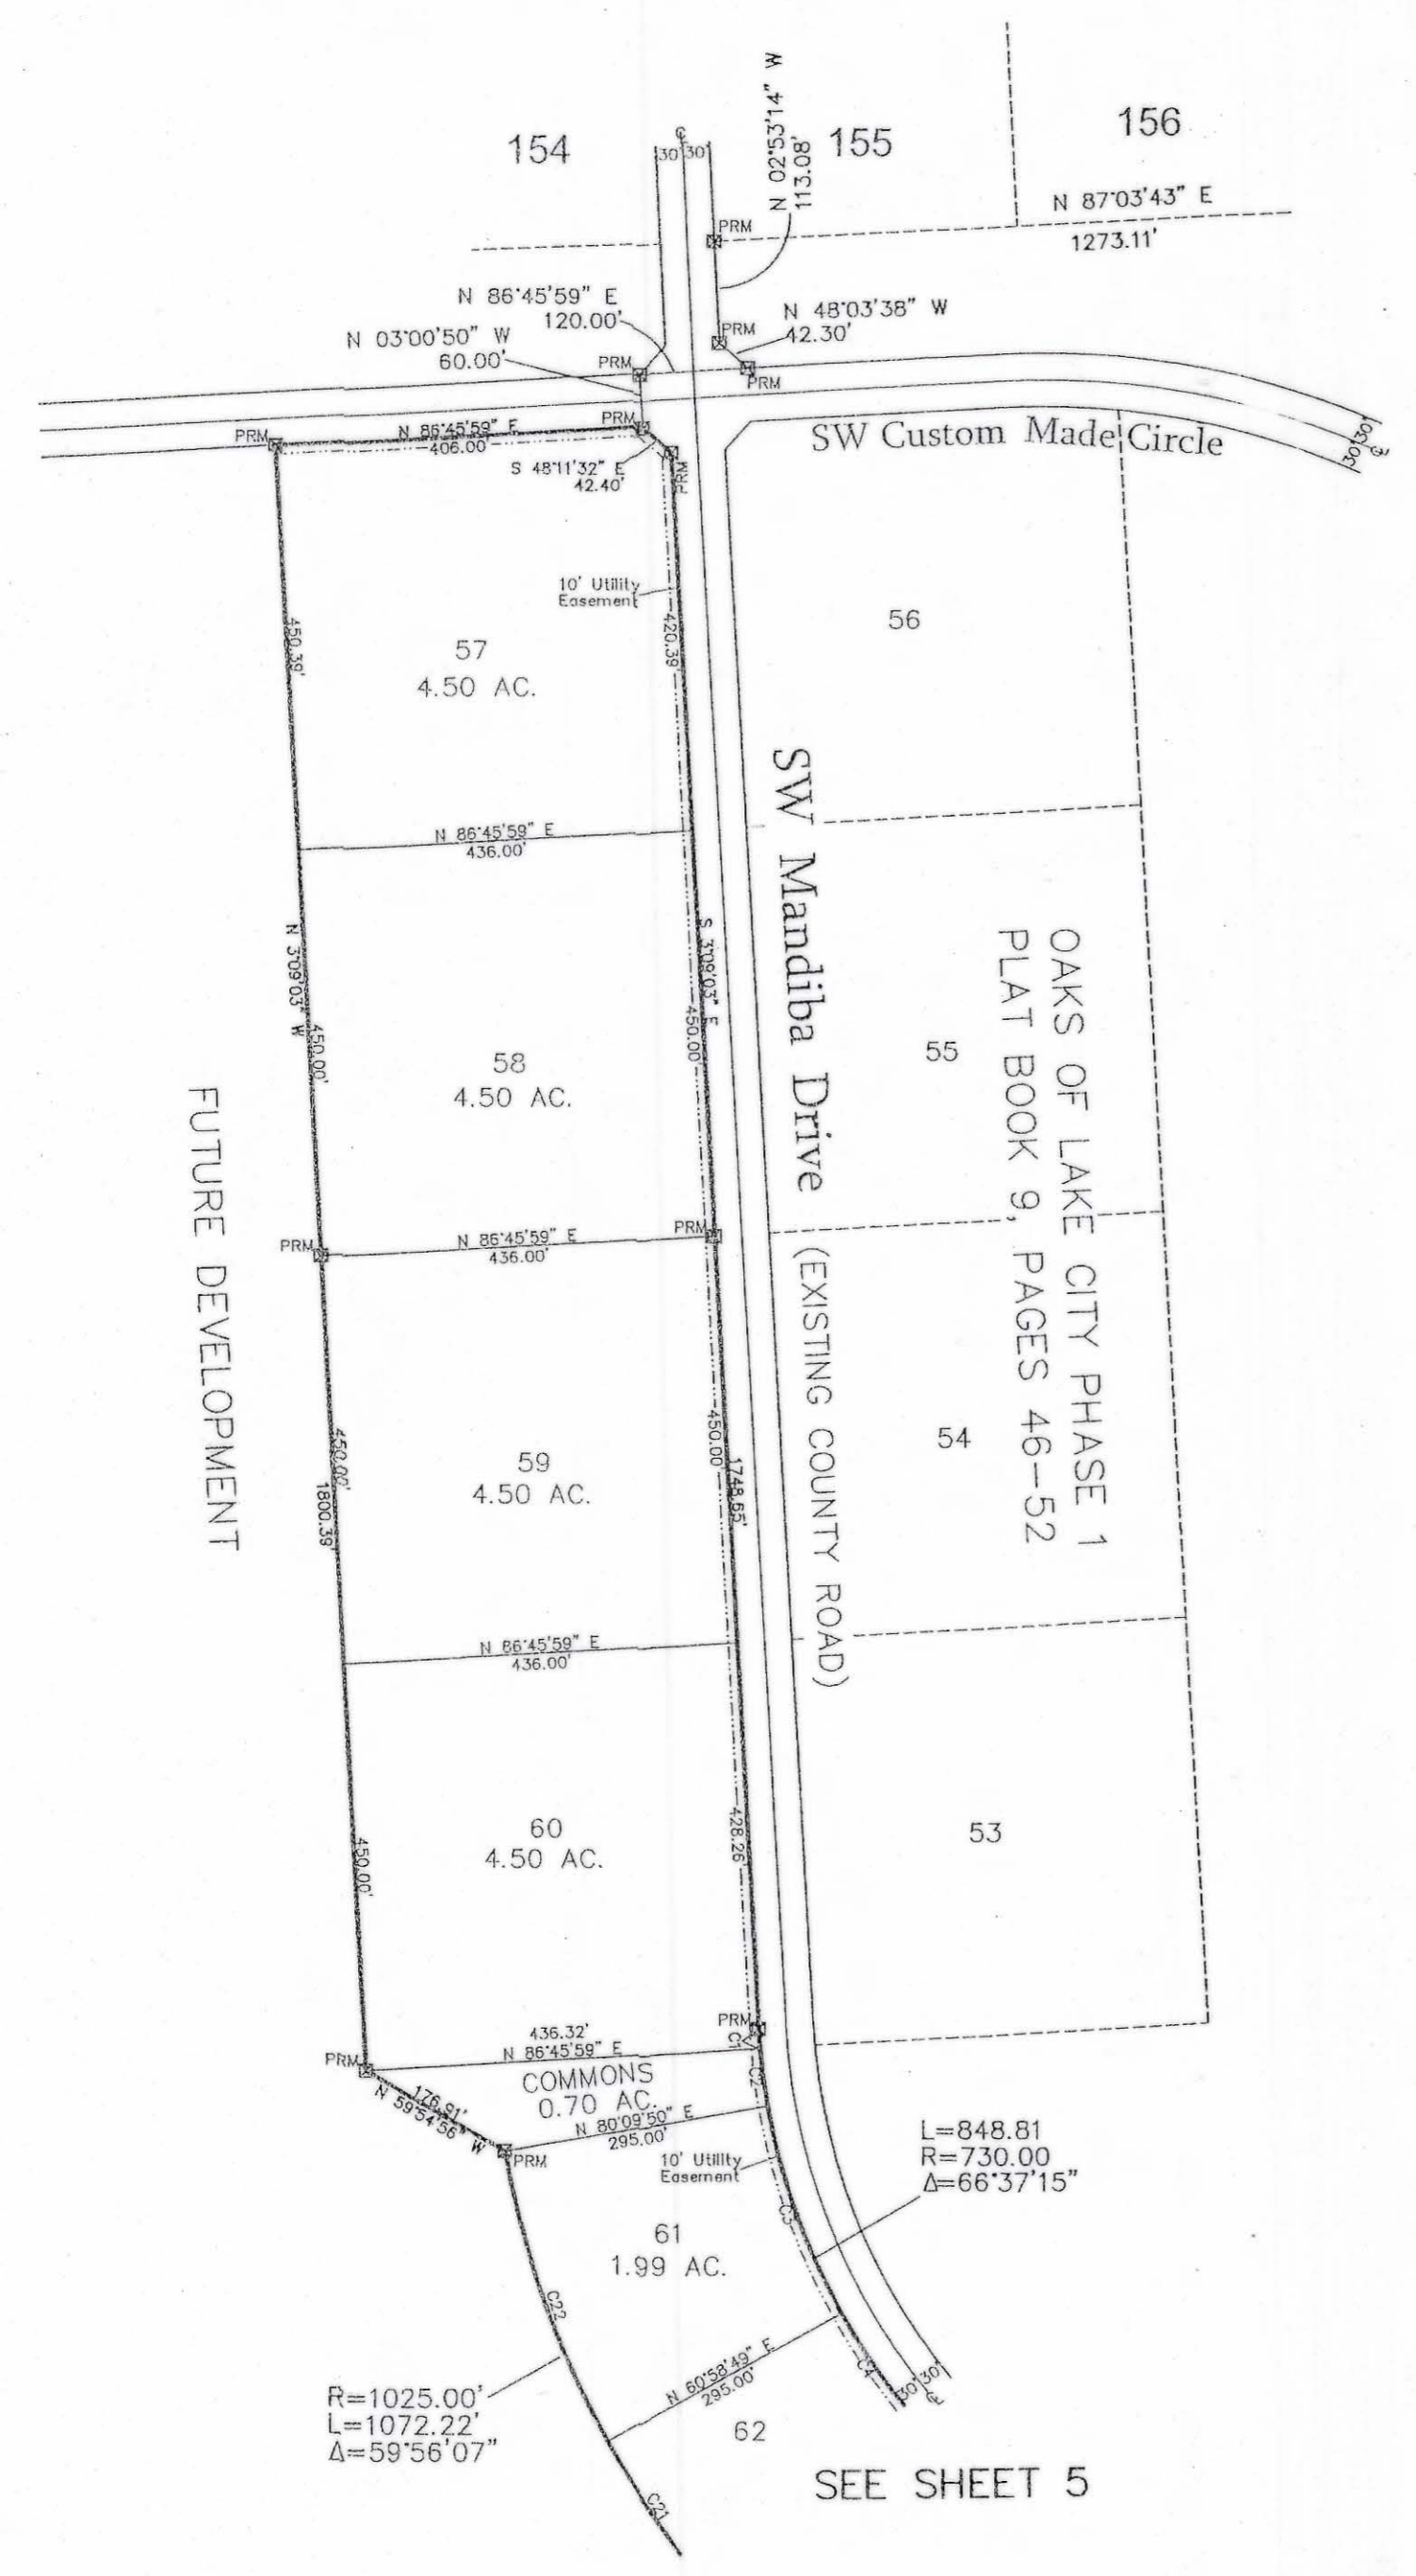 154
155
156
℄
30'
30'
N 02°53'14" W
113.08'
PRM
N 87°03'43" E
1273.11'
N 86°45'59" E
120.00'
N 48°03'38" W
42.30'
N 03°00'50" W
60.00'
PRM
PRM
PRM
PRM
PRM
N 86°45'59" E
406.00'
S 48°11'32" E
42.40'
PRM
SW Custom Made Circle
30'
30'
℄
10' Utility
Easement
450.39'
57
4.50 AC.
420.39'
56
N 86°45'59" E
436.00'
SW Mandiba Drive (EXISTING COUNTY ROAD)
OAKS OF LAKE CITY PHASE 1
PLAT BOOK 9, PAGES 46-52
N 3°09'03" W
450.00'
58
4.50 AC.
S 3°09'03" E
450.00'
55
FUTURE DEVELOPMENT
PRM
N 86°45'59" E
436.00'
PRM
450.00'
1800.39'
59
4.50 AC.
450.00'
1748.65'
54
N 86°45'59" E
436.00'
450.00'
60
4.50 AC.
428.26'
53
PRM
436.32'
N 86°45'59" E
PRM
C1
COMMONS
0.70 AC.
C2
176.91'
N 59°54'56" W
N 80°09'50" E
295.00'
PRM
10' Utility
Easement
L=848.81
R=730.00
Δ=66°37'15"
C3
61
1.99 AC.
C22
N 60°58'49" E
295.00'
C4
30'
30'
℄
R=1025.00'
L=1072.22'
Δ=59°56'07"
62
SEE SHEET 5
C21